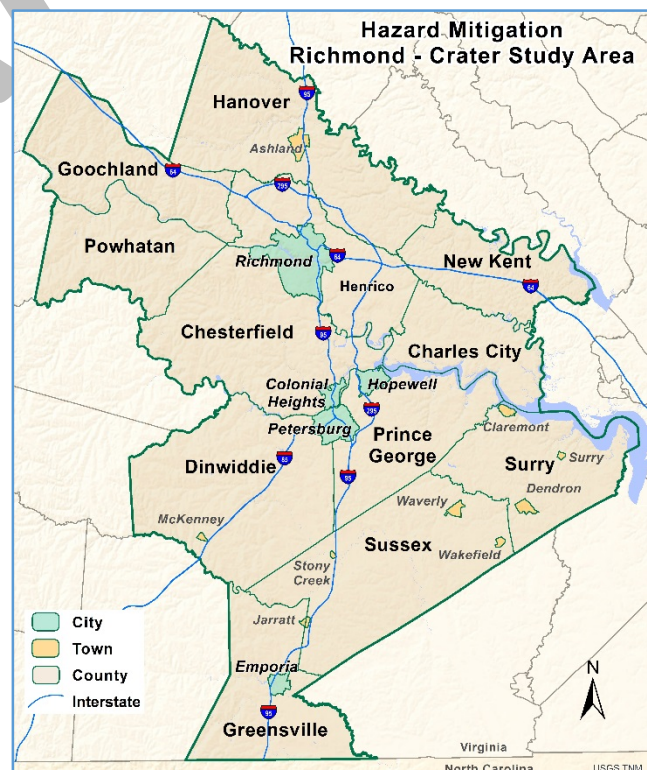 Hazard Mitigation
Richmond - Crater Study Area
Hanover
95
Ashland
Goochland
64
295
Powhatan
Richmond
64
New Kent
64
Henrico
Chesterfield
95
Charles City
Colonial
Heights
Hopewell
295
Petersburg
Claremont
Prince
George
Dinwiddie
85
95
Surry
Surry
Dendron
Waverly
McKenney
Sussex
Wakefield
Stony
Creek
Jarratt
City
Town
County
Interstate
Emporia
95
Greensville
N
Virginia
North Carolina
USGS TNM